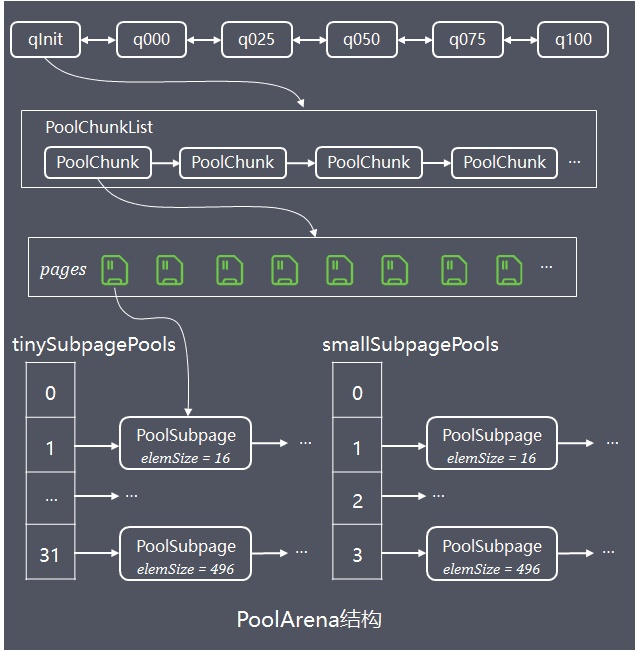 qInit q000 q025 q050 q075 q100
PoolChunkList
PoolChunk PoolChunk PoolChunk PoolChunk ...
pages ...
tinySubpagePools smallSubpagePools
0 0
1 PoolSubpage ... 1 PoolSubpage ...
elemSize = 16 elemSize = 16
... ... 2 ...
31 PoolSubpage ... 3 PoolSubpage ...
elemSize = 496 elemSize = 496
PoolArena结构